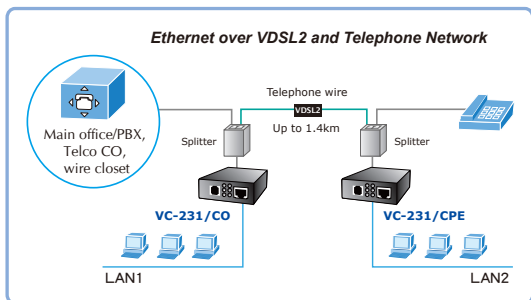 Ethernet over VDSL2 and Telephone Network
Telephone wire
VDSL2
Up to 1.4km
Main office/PBX,
Telco CO,
wire closet
Splitter
Splitter
VC-231/CO
VC-231/CPE
LAN1
LAN2